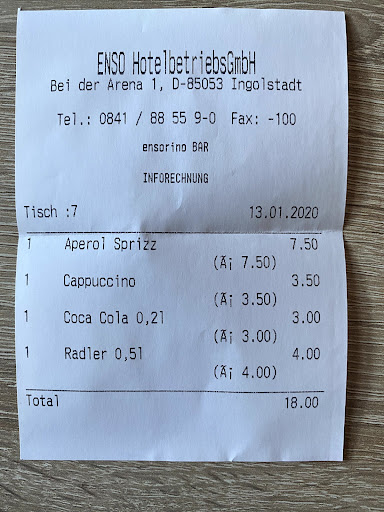 ENSO HotelbetriebsGmbH
Bei der Arena 1, D-85053 Ingolstadt
Tel.: 0841 / 88 55 9-0 Fax: -100
ensorino BAR
INFORECHNUNG
Tisch :7 13.01.2020
1 Aperol Sprizz 7.50
(Ä¡ 7.50)
1 Cappuccino 3.50
(Ä¡ 3.50)
1 Coca Cola 0,2l 3.00
(Ä¡ 3.00)
1 Radler 0,5l 4.00
(Ä¡ 4.00)
Total 18.00